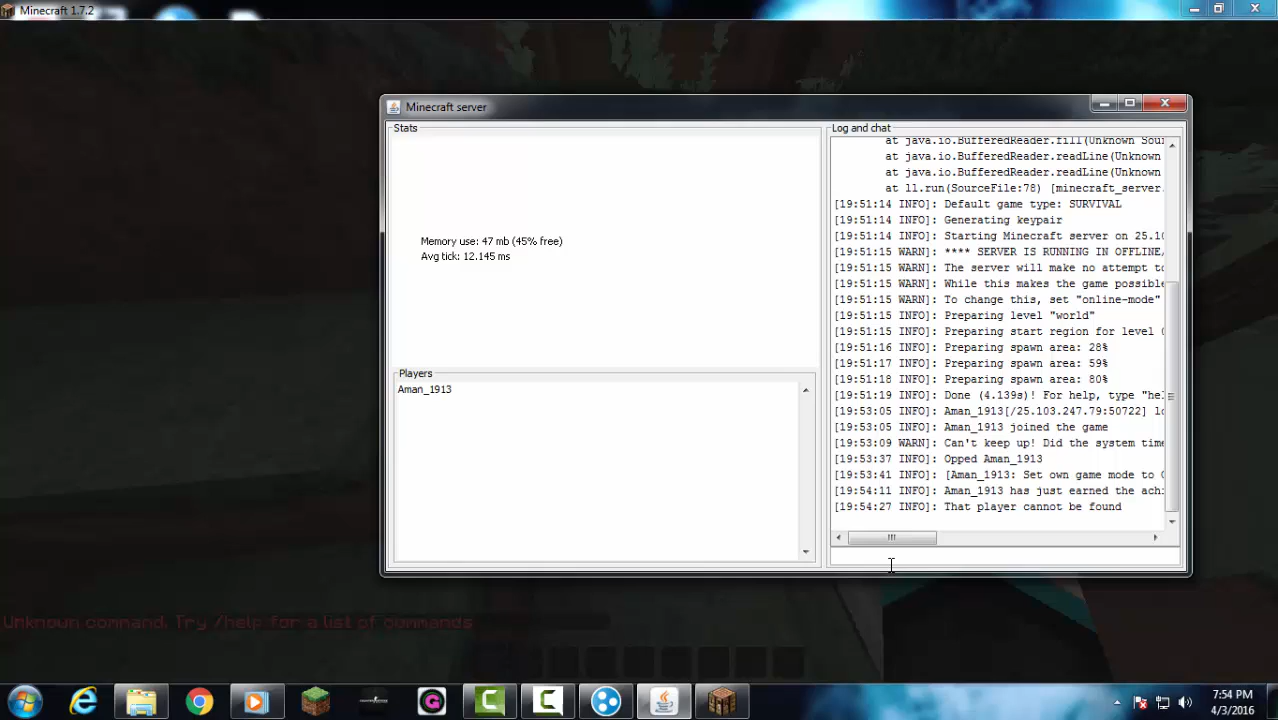 Minecraft 1.7.2
Minecraft server
Stats
Memory use: 47 mb (45% free)
Avg tick: 12.145 ms
Players
Aman_1913
Log and chat
at java.io.BufferedReader.fill(Unknown Sour
at java.io.BufferedReader.readLine(Unknown
at java.io.BufferedReader.readLine(Unknown
at ll.run(SourceFile:78) [minecraft_server.
[19:51:14 INFO]: Default game type: SURVIVAL
[19:51:14 INFO]: Generating keypair
[19:51:14 INFO]: Starting Minecraft server on 25.10
[19:51:15 WARN]: **** SERVER IS RUNNING IN OFFLINE/
[19:51:15 WARN]: The server will make no attempt to
[19:51:15 WARN]: While this makes the game possible
[19:51:15 WARN]: To change this, set "online-mode"
[19:51:15 INFO]: Preparing level "world"
[19:51:15 INFO]: Preparing start region for level 0
[19:51:16 INFO]: Preparing spawn area: 28%
[19:51:17 INFO]: Preparing spawn area: 59%
[19:51:18 INFO]: Preparing spawn area: 80%
[19:51:19 INFO]: Done (4.139s)! For help, type "hel
[19:53:05 INFO]: Aman_1913[/25.103.247.79:50722] lo
[19:53:05 INFO]: Aman_1913 joined the game
[19:53:09 WARN]: Can't keep up! Did the system time
[19:53:37 INFO]: Opped Aman_1913
[19:53:41 INFO]: [Aman_1913: Set own game mode to C
[19:54:11 INFO]: Aman_1913 has just earned the achi
[19:54:27 INFO]: That player cannot be found
Unknown command. Try /help for a list of commands
7:54 PM
4/3/2016